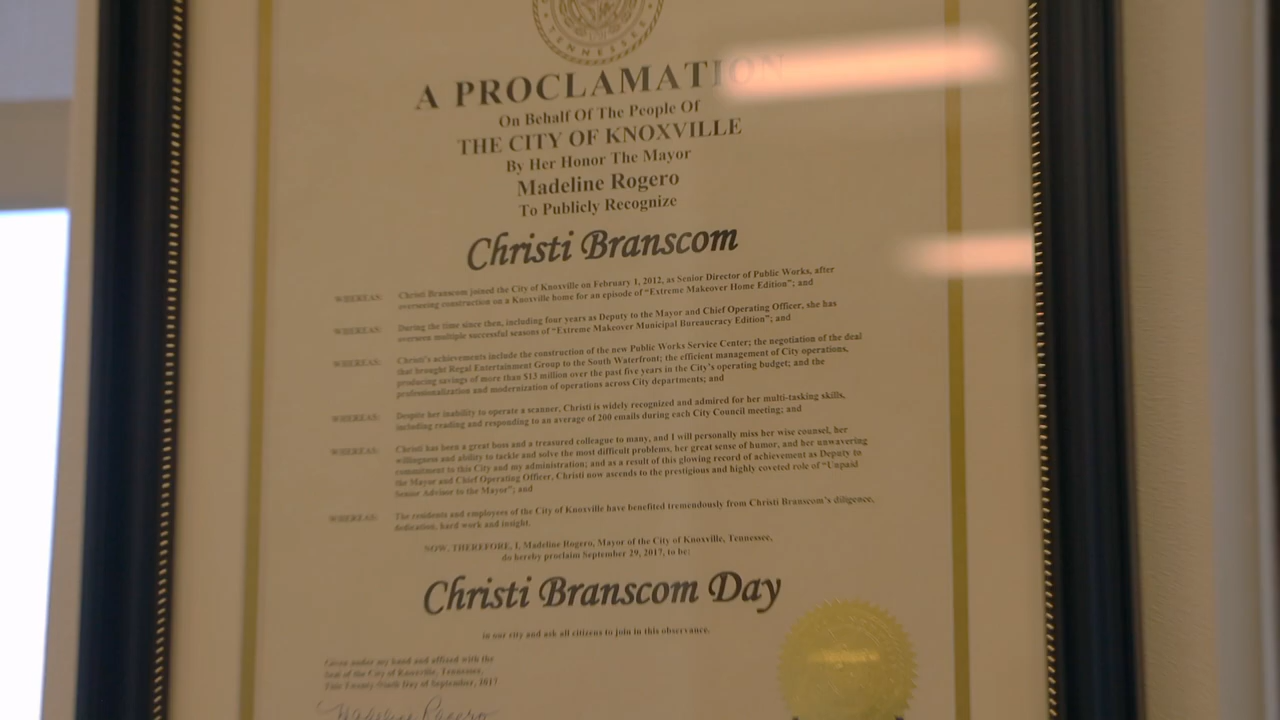 TENNESSEE
A PROCLAMATION
On Behalf Of The People Of
THE CITY OF KNOXVILLE
By Her Honor The Mayor
Madeline Rogero
To Publicly Recognize
Christi Branscom
WHEREAS: Christi Branscom joined the City of Knoxville on February 1, 2012, as Senior Director of Public Works, after
overseeing construction on a Knoxville home for an episode of "Extreme Makeover Home Edition"; and
WHEREAS: During the time since then, including four years as Deputy to the Mayor and Chief Operating Officer, she has
overseen multiple successful seasons of "Extreme Makeover Municipal Bureaucracy Edition"; and
WHEREAS: Christi's achievements include the construction of the new Public Works Service Center; the negotiation of the deal
that brought Regal Entertainment Group to the South Waterfront; the efficient management of City operations,
producing savings of more than $13 million over the past five years in the City's operating budget; and the
professionalization and modernization of operations across City departments; and
WHEREAS: Despite her inability to operate a scanner, Christi is widely recognized and admired for her multi-tasking skills,
including reading and responding to an average of 200 emails during each City Council meeting; and
WHEREAS: Christi has been a great boss and a treasured colleague to many, and I will personally miss her wise counsel, her
willingness and ability to tackle and solve the most difficult problems, her great sense of humor, and her unwavering
commitment to this City and my administration; and as a result of this glowing record of achievement as Deputy to
the Mayor and Chief Operating Officer, Christi now ascends to the prestigious and highly coveted role of "Unpaid
Senior Advisor to the Mayor"; and
WHEREAS: The residents and employees of the City of Knoxville have benefited tremendously from Christi Branscom's diligence,
dedication, hard work and insight.
NOW, THEREFORE, I, Madeline Rogero, Mayor of the City of Knoxville, Tennessee,
do hereby proclaim September 29, 2017, to be:
Christi Branscom Day
in our city and ask all citizens to join in this observance.
Given under my hand and affixed with the
Seal of the City of Knoxville, Tennessee,
This Twenty-Ninth Day of September, 2017
Madeline Rogero